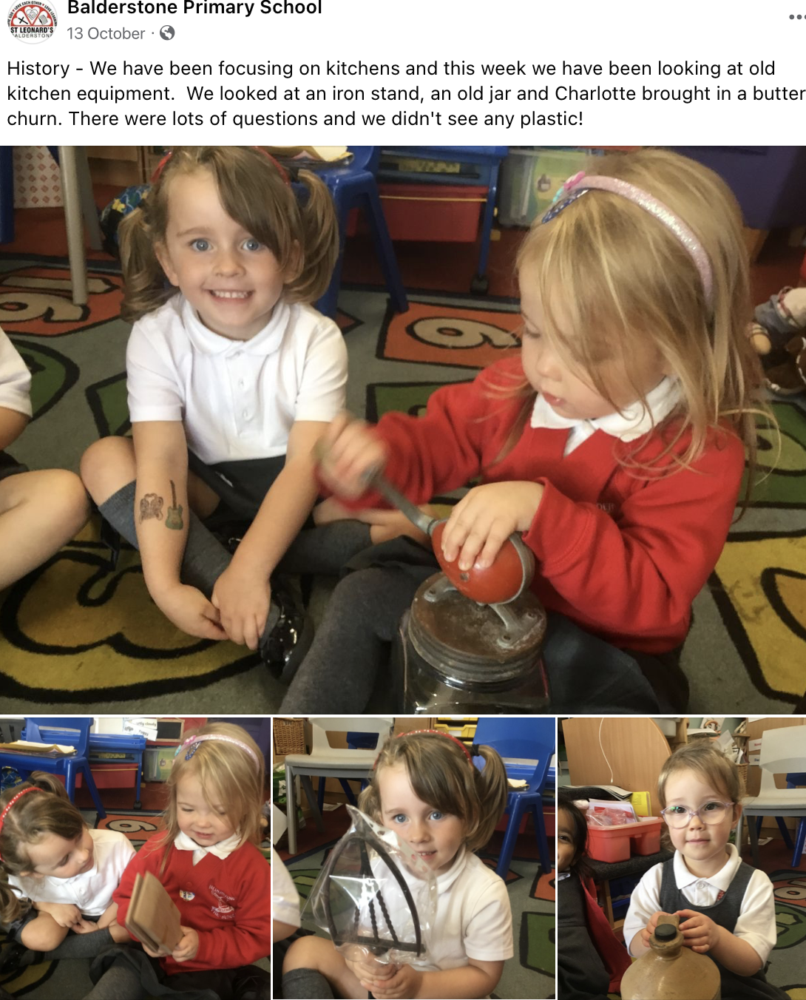 Balderstone Primary School
ST LEONARD'S
13 October ·
History - We have been focusing on kitchens and this week we have been looking at old
kitchen equipment.  We looked at an iron stand, an old jar and Charlotte brought in a butter
churn. There were lots of questions and we didn't see any plastic!